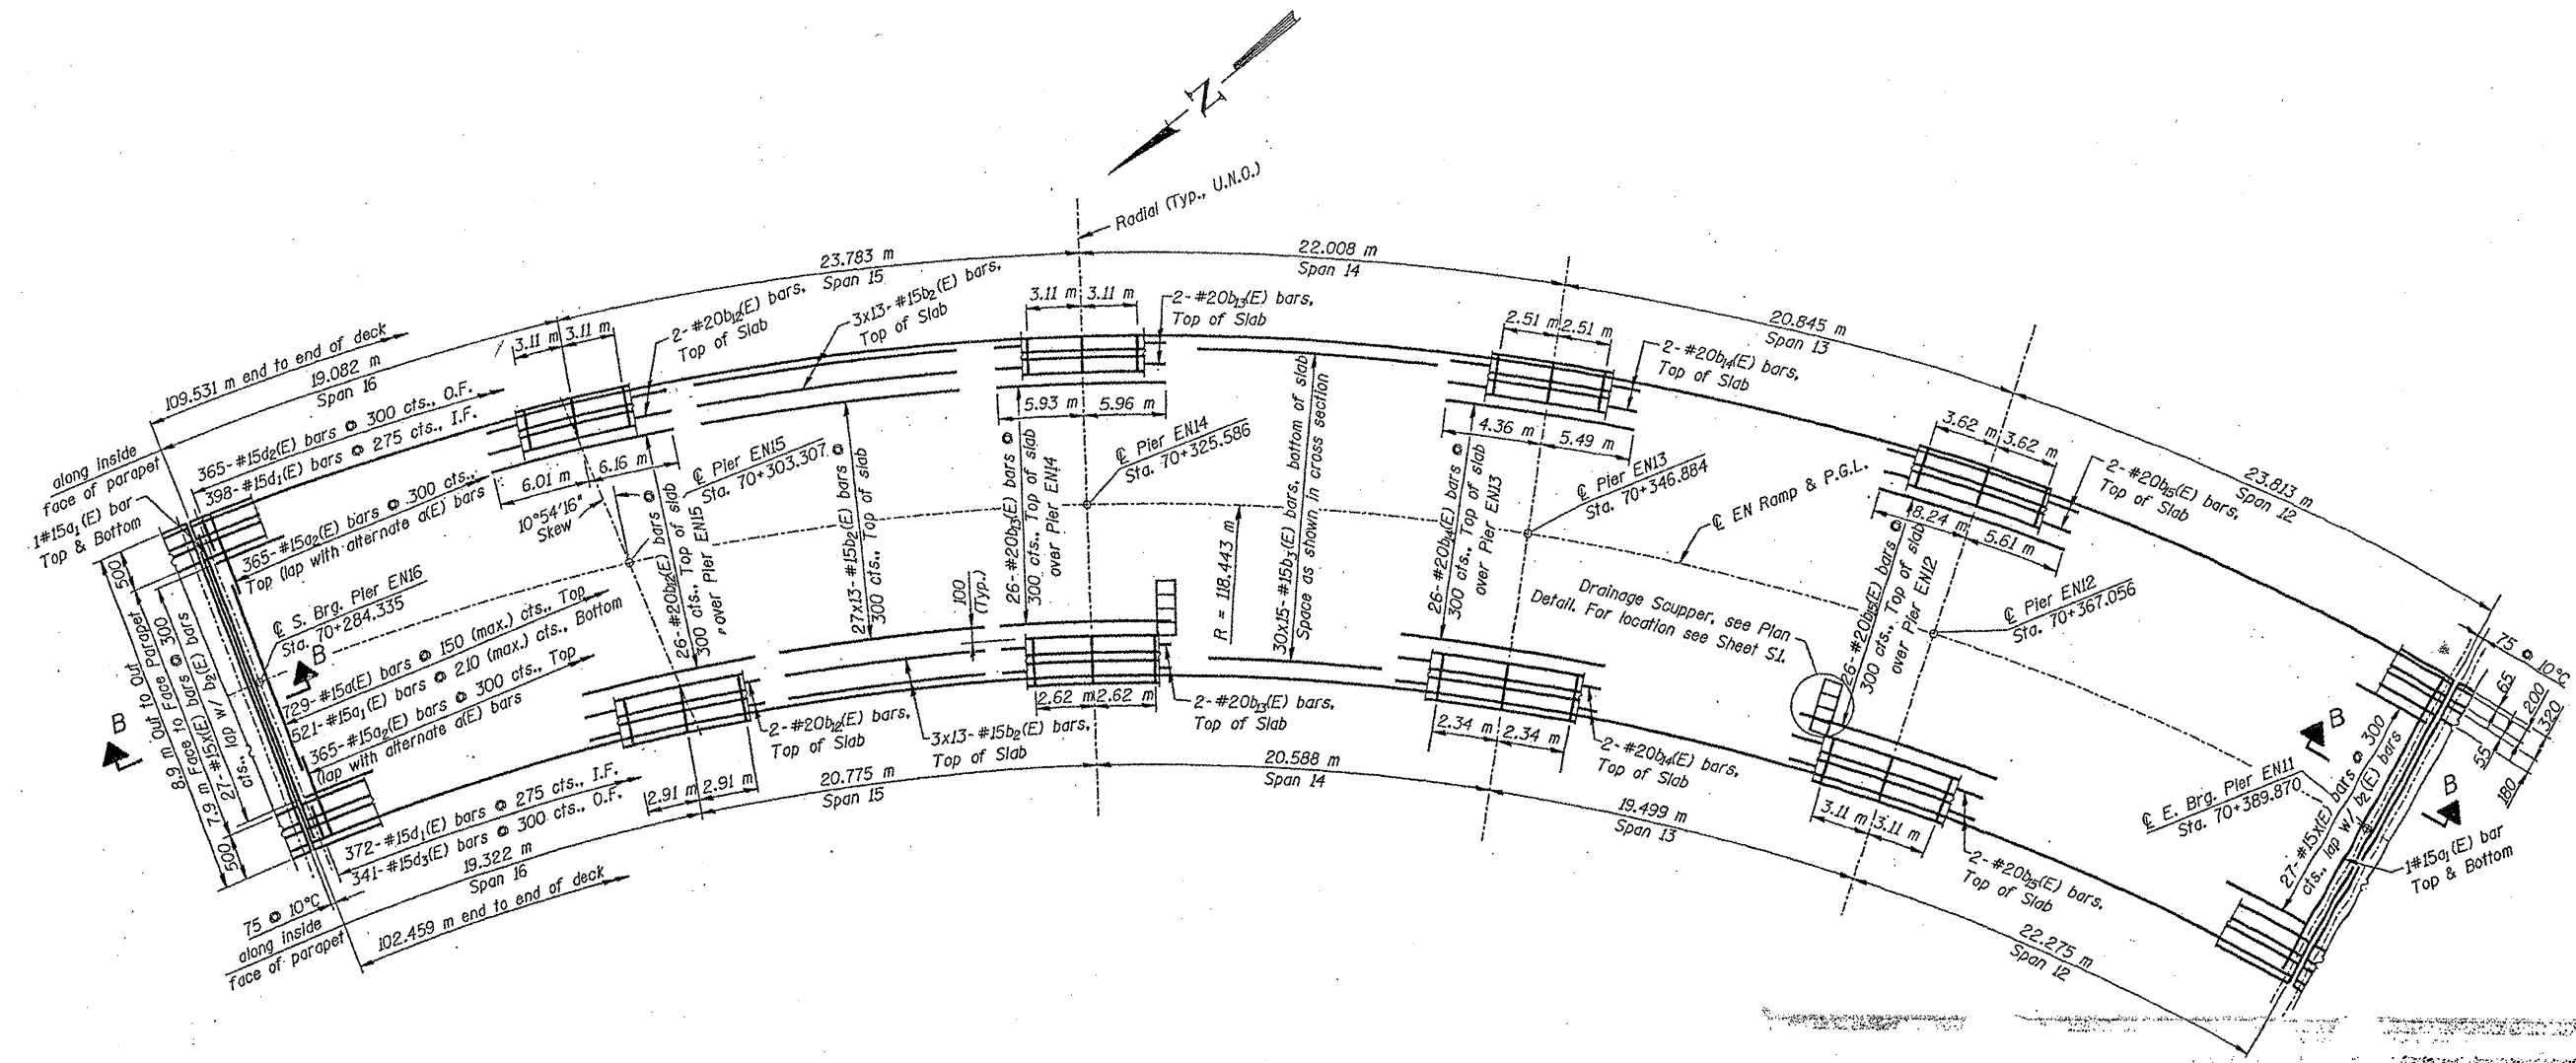 N
Radial (Typ., U.N.O.)
109.531 m end to end of deck
19.082 m
Span 16
23.783 m
Span 15
22.008 m
Span 14
20.845 m
Span 13
23.813 m
Span 12
365-#15d2(E) bars @ 300 cts., O.F.
398-#15d1(E) bars @ 275 cts., I.F.
along inside
face of parapet
1#15a1(E) bar
Top & Bottom
365-#15a2(E) bars @ 300 cts.,
Top (lap with alternate a(E) bars
3.11 m
3.11 m
2-#20b12(E) bars,
Top of Slab
3x13-#15b2(E) bars,
Top of Slab
3.11 m
3.11 m
2-#20b13(E) bars,
Top of Slab
2.51 m
2.51 m
2-#20b14(E) bars,
Top of Slab
3.62 m
3.62 m
2-#20b15(E) bars,
Top of Slab
6.01 m
6.16 m
5.93 m
5.96 m
4.36 m
5.49 m
8.24 m
5.61 m
10°54'16"
Skew
℄ S. Brg. Pier EN16
Sta. 70+284.335
℄ Pier EN15
Sta. 70+303.307
℄ Pier EN14
Sta. 70+325.586
℄ Pier EN13
Sta. 70+346.884
℄ Pier EN12
Sta. 70+367.056
℄ E. Brg. Pier EN11
Sta. 70+389.870
℄ EN Ramp & P.G.L.
R = 118.443 m
26-#20b12(E) bars @
300 cts., Top of slab
over Pier EN15
27x13-#15b2(E) bars @
300 cts., Top of slab
100
(Typ.)
26-#20b13(E) bars @
300 cts., Top of slab
over Pier EN14
30x15-#15b3(E) bars, bottom of slab
Space as shown in cross section
26-#20b14(E) bars @
300 cts., Top of slab
over Pier EN13
26-#20b15(E) bars @
300 cts., Top of slab
over Pier EN12
Drainage Scupper, see Plan
Detail. For location see Sheet S1.
500
8.9 m out to out
7.9 m Face to Face Parapet
500
27-#15x(E) bars @ 300
cts., lap w/ b2(E) bars
B
B
729-#15a(E) bars @ 150 (max.) cts., Top
521-#15a1(E) bars @ 210 (max.) cts., Bottom
365-#15a2(E) bars @ 300 cts., Top
(lap with alternate a(E) bars
372-#15d1(E) bars @ 275 cts., I.F.
341-#15d3(E) bars @ 300 cts., O.F.
2.91 m
2.91 m
2-#20b12(E) bars,
Top of Slab
3x13-#15b2(E) bars,
Top of Slab
2.62 m
2.62 m
2-#20b13(E) bars,
Top of Slab
2.34 m
2.34 m
2-#20b14(E) bars,
Top of Slab
3.11 m
3.11 m
2-#20b15(E) bars,
Top of Slab
19.322 m
Span 16
20.775 m
Span 15
20.588 m
Span 14
19.499 m
Span 13
22.275 m
Span 12
75 @ 10°C
along inside
face of parapet
102.459 m end to end of deck
75 @ 10°C
65
200
320
55
180
B
B
27-#15x(E) bars @ 300
cts., lap w/ b2(E) bars
1#15a1(E) bar
Top & Bottom